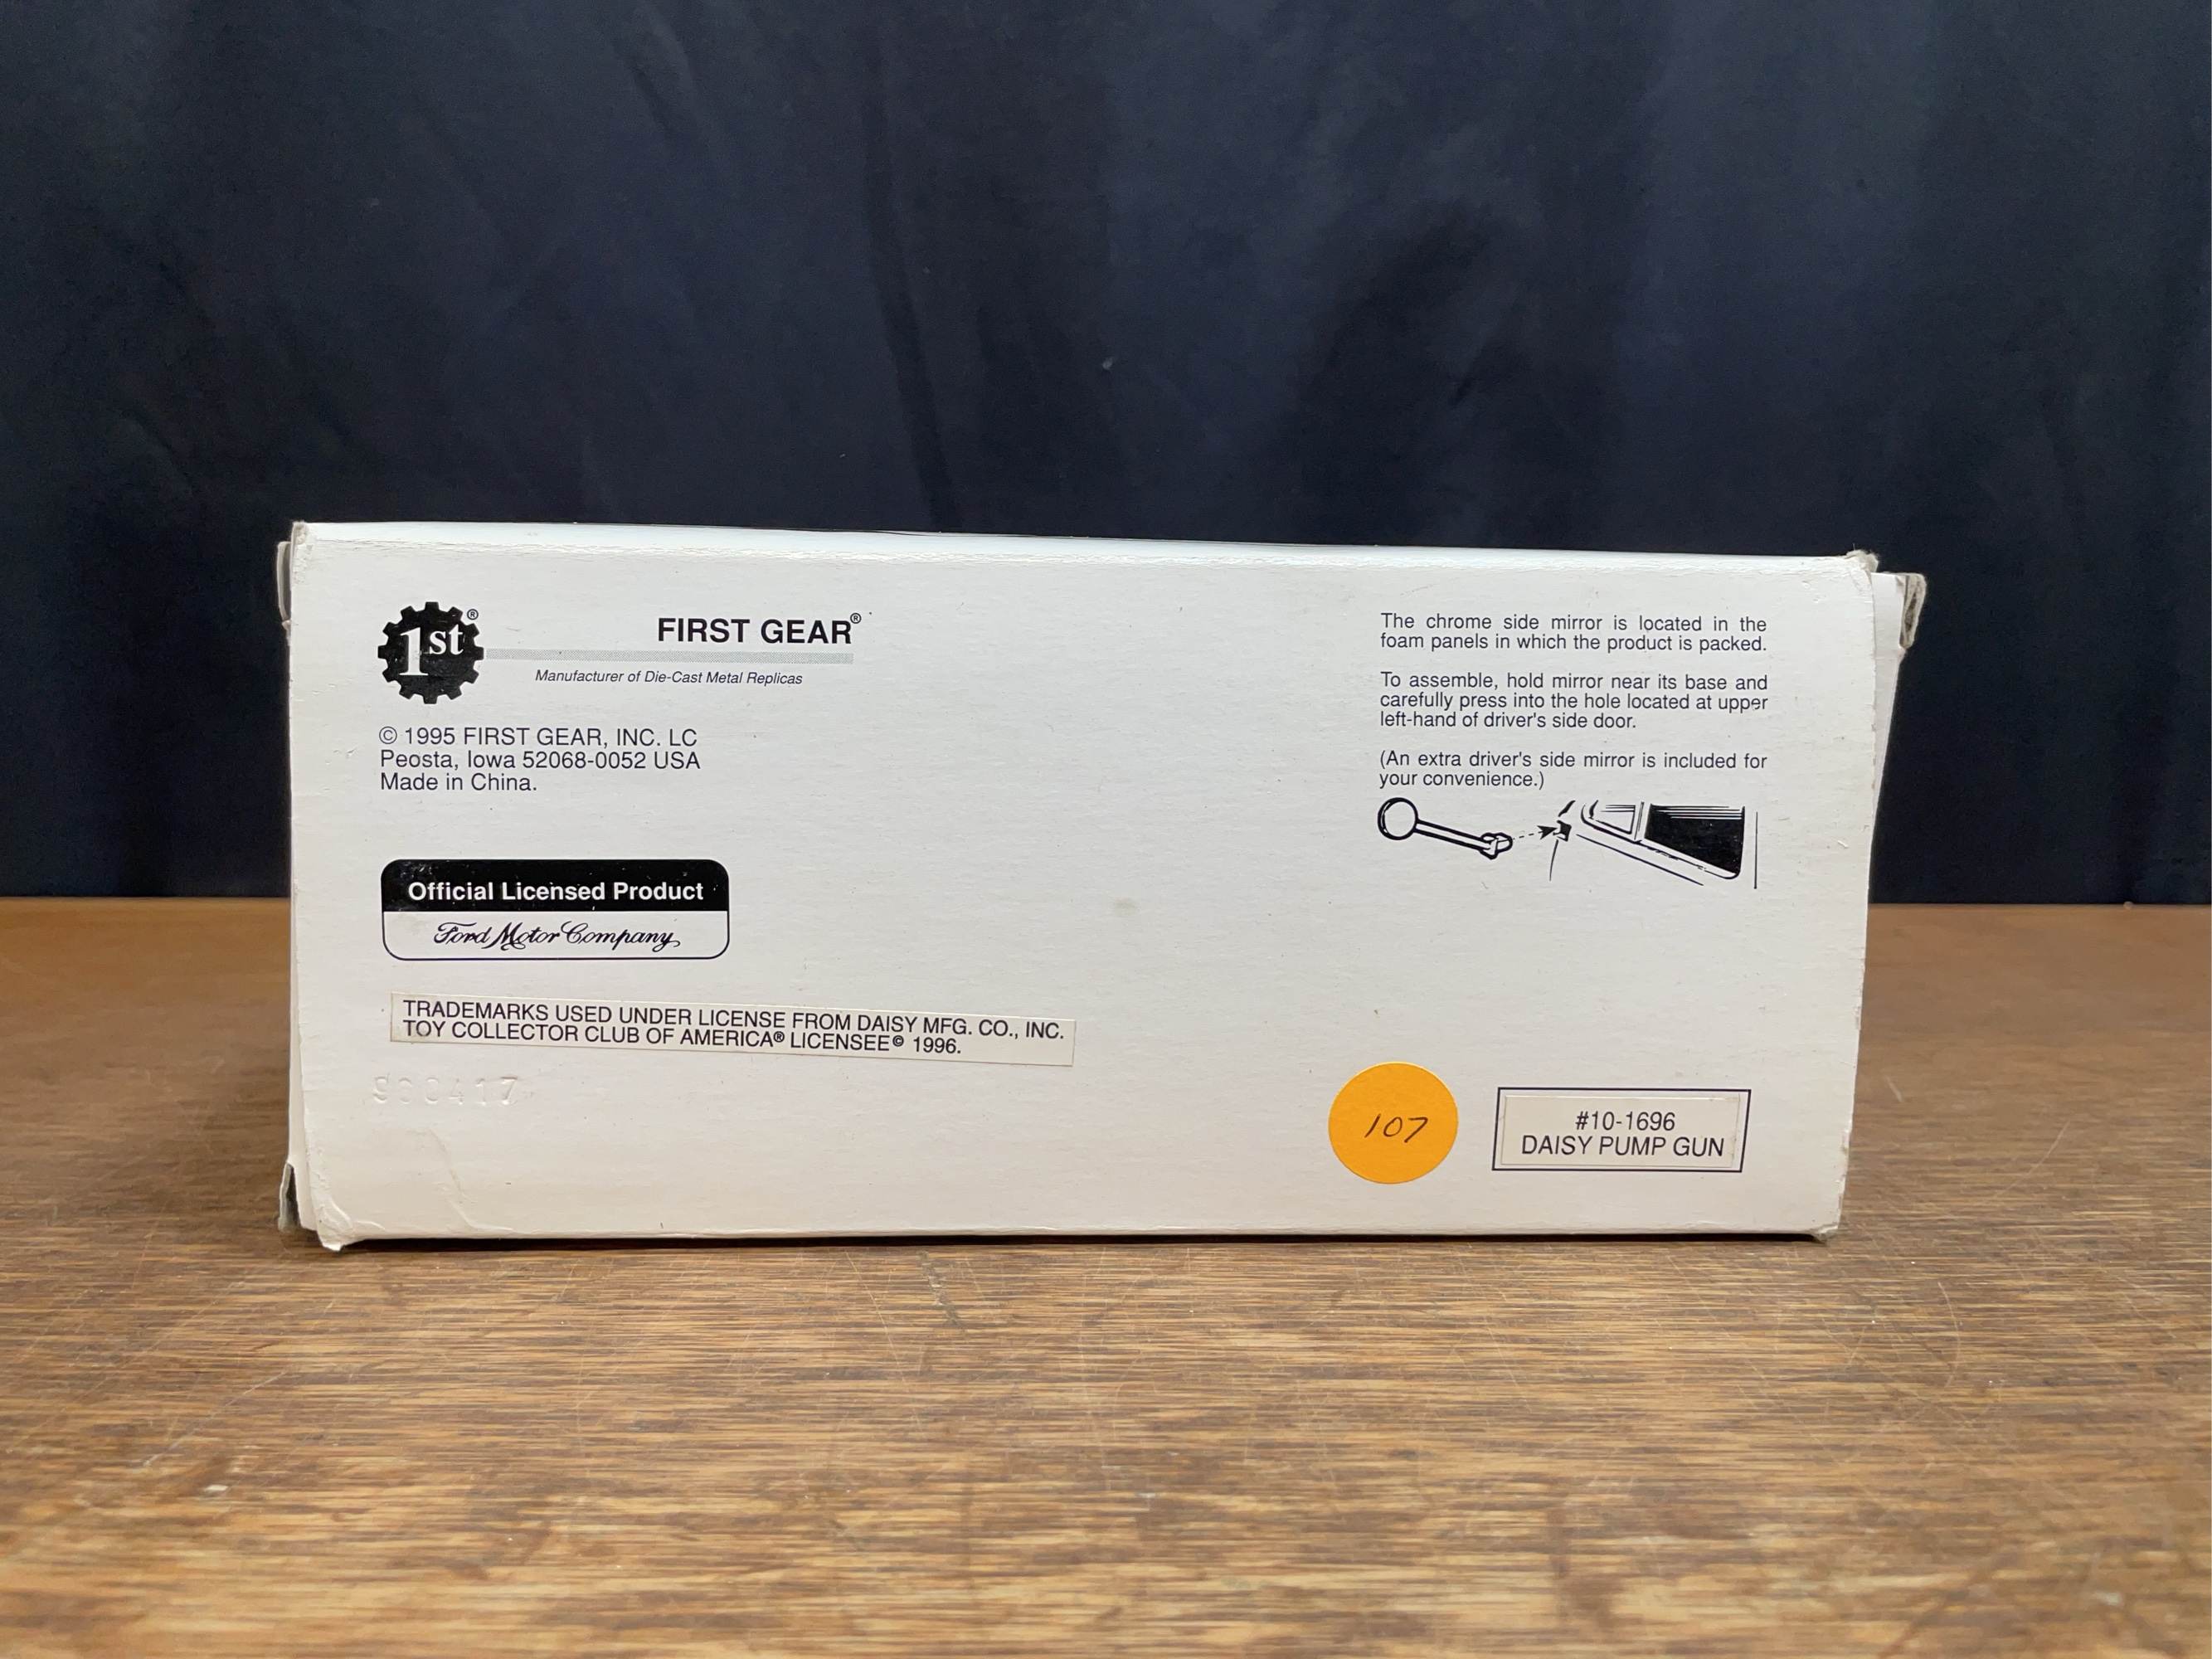 1st®
FIRST GEAR®
Manufacturer of Die-Cast Metal Replicas
© 1995 FIRST GEAR, INC. LC
Peosta, Iowa 52068-0052 USA
Made in China.
Official Licensed Product
Ford Motor Company
TRADEMARKS USED UNDER LICENSE FROM DAISY MFG. CO., INC.
TOY COLLECTOR CLUB OF AMERICA® LICENSEE© 1996.
The chrome side mirror is located in the
foam panels in which the product is packed.
To assemble, hold mirror near its base and
carefully press into the hole located at upper
left-hand of driver's side door.
(An extra driver's side mirror is included for
your convenience.)
107
#10-1696
DAISY PUMP GUN